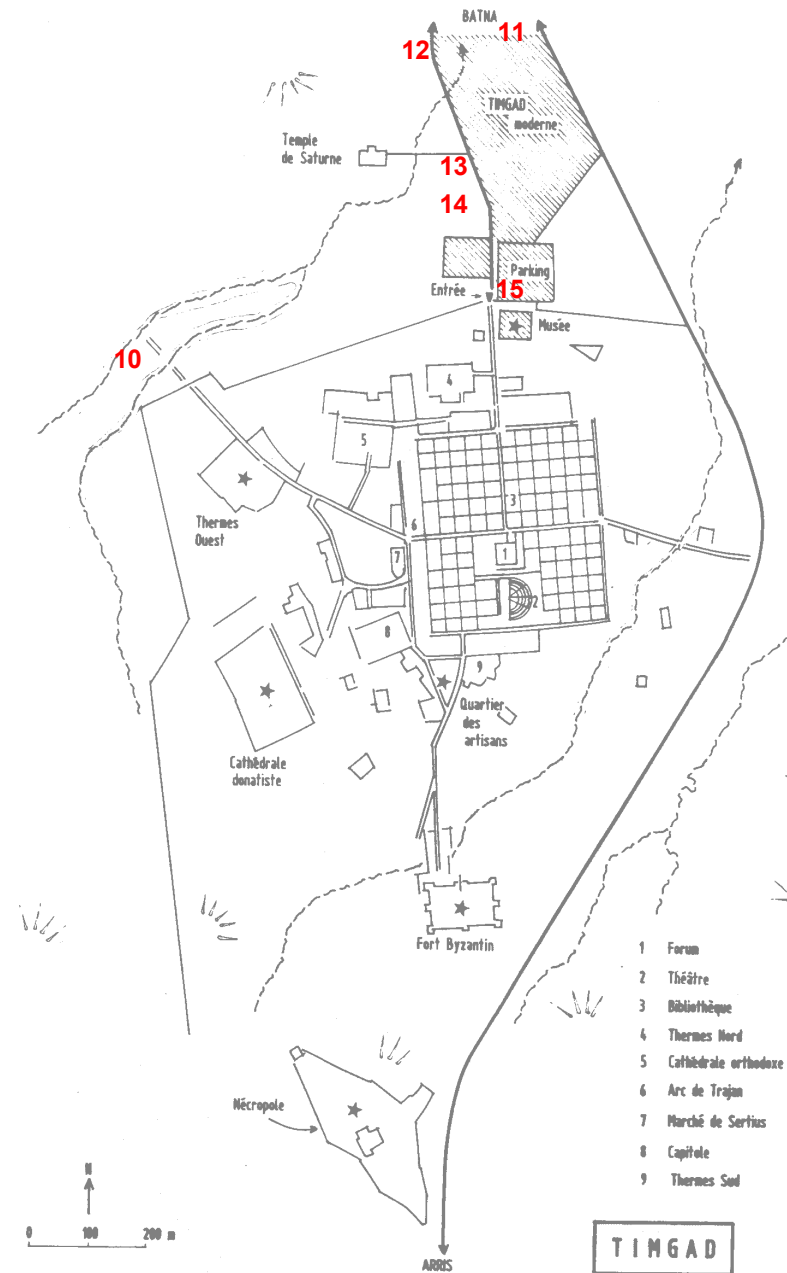 BATNA
11
12
TIMGAD
moderne
Temple
de Saturne
13
14
Parking
Entrée
15
Musée
10
4
5
3
Thermes
Ouest
6
7
1
2
8
9
Quartier
des
artisans
Cathédrale
donatiste
Fort Byzantin
1 Forum
2 Théâtre
3 Bibliothèque
4 Thermes Nord
5 Cathédrale orthodoxe
6 Arc de Trajan
7 Marché de Sertius
8 Capitole
9 Thermes Sud
Nécropole
N
0 100 200 m
ARRIS
TIMGAD